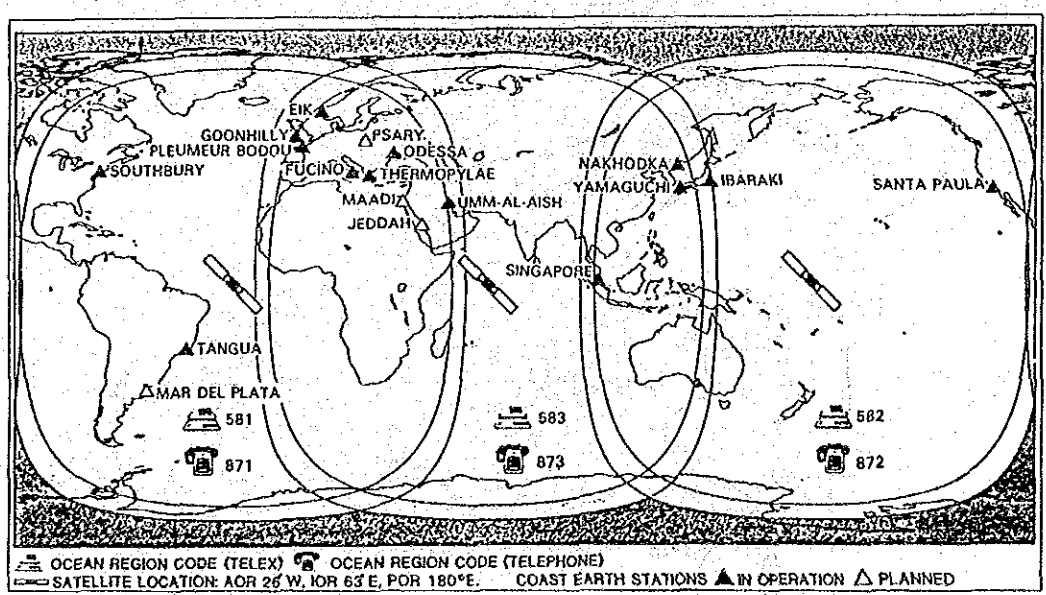 EIK
GOONHILLY
PSARY
PLEUMEUR BODOU
ODESSA
SOUTHBURY
FUCINO
THERMOPYLAE
NAKHODKA
YAMAGUCHI
IBARAKI
SANTA PAULA
MAADI
UMM-AL-AISH
JEDDAH
SINGAPORE
TANGUA
MAR DEL PLATA
581
583
582
871
873
872
OCEAN REGION CODE (TELEX) OCEAN REGION CODE (TELEPHONE)
SATELLITE LOCATION: AOR 26° W, IOR 63° E, POR 180°E. COAST EARTH STATIONS IN OPERATION PLANNED